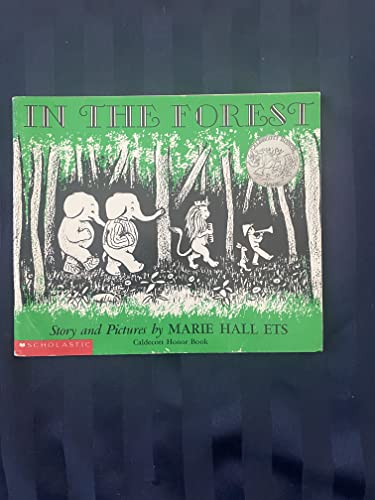 IN THE FOREST
Story and Pictures by MARIE HALL ETS
Caldecott Honor Book
SCHOLASTIC